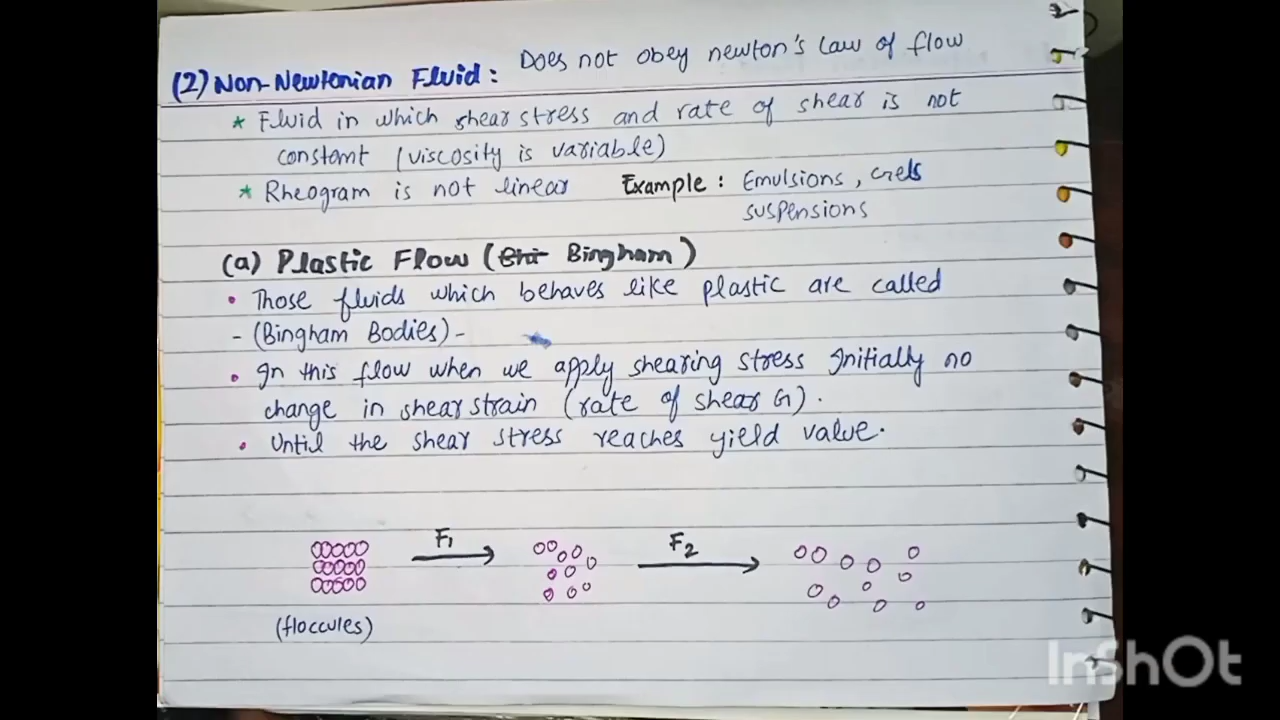 Does not obey newton's law of flow
(2) Non-Newtonian Fluid:
* Fluid in which shear stress and rate of shear is not
constant (viscosity is variable)
* Rheogram is not linear Example: Emulsions, Gels
suspensions
(a) Plastic Flow ( Bingham)
• Those fluids which behaves like plastic are called
- (Bingham Bodies) -
• In this flow when we apply shearing stress Initially no
change in shear strain (rate of shear G).
• Until the shear stress reaches yield value.
F1 F2
(floccules)
InShOt